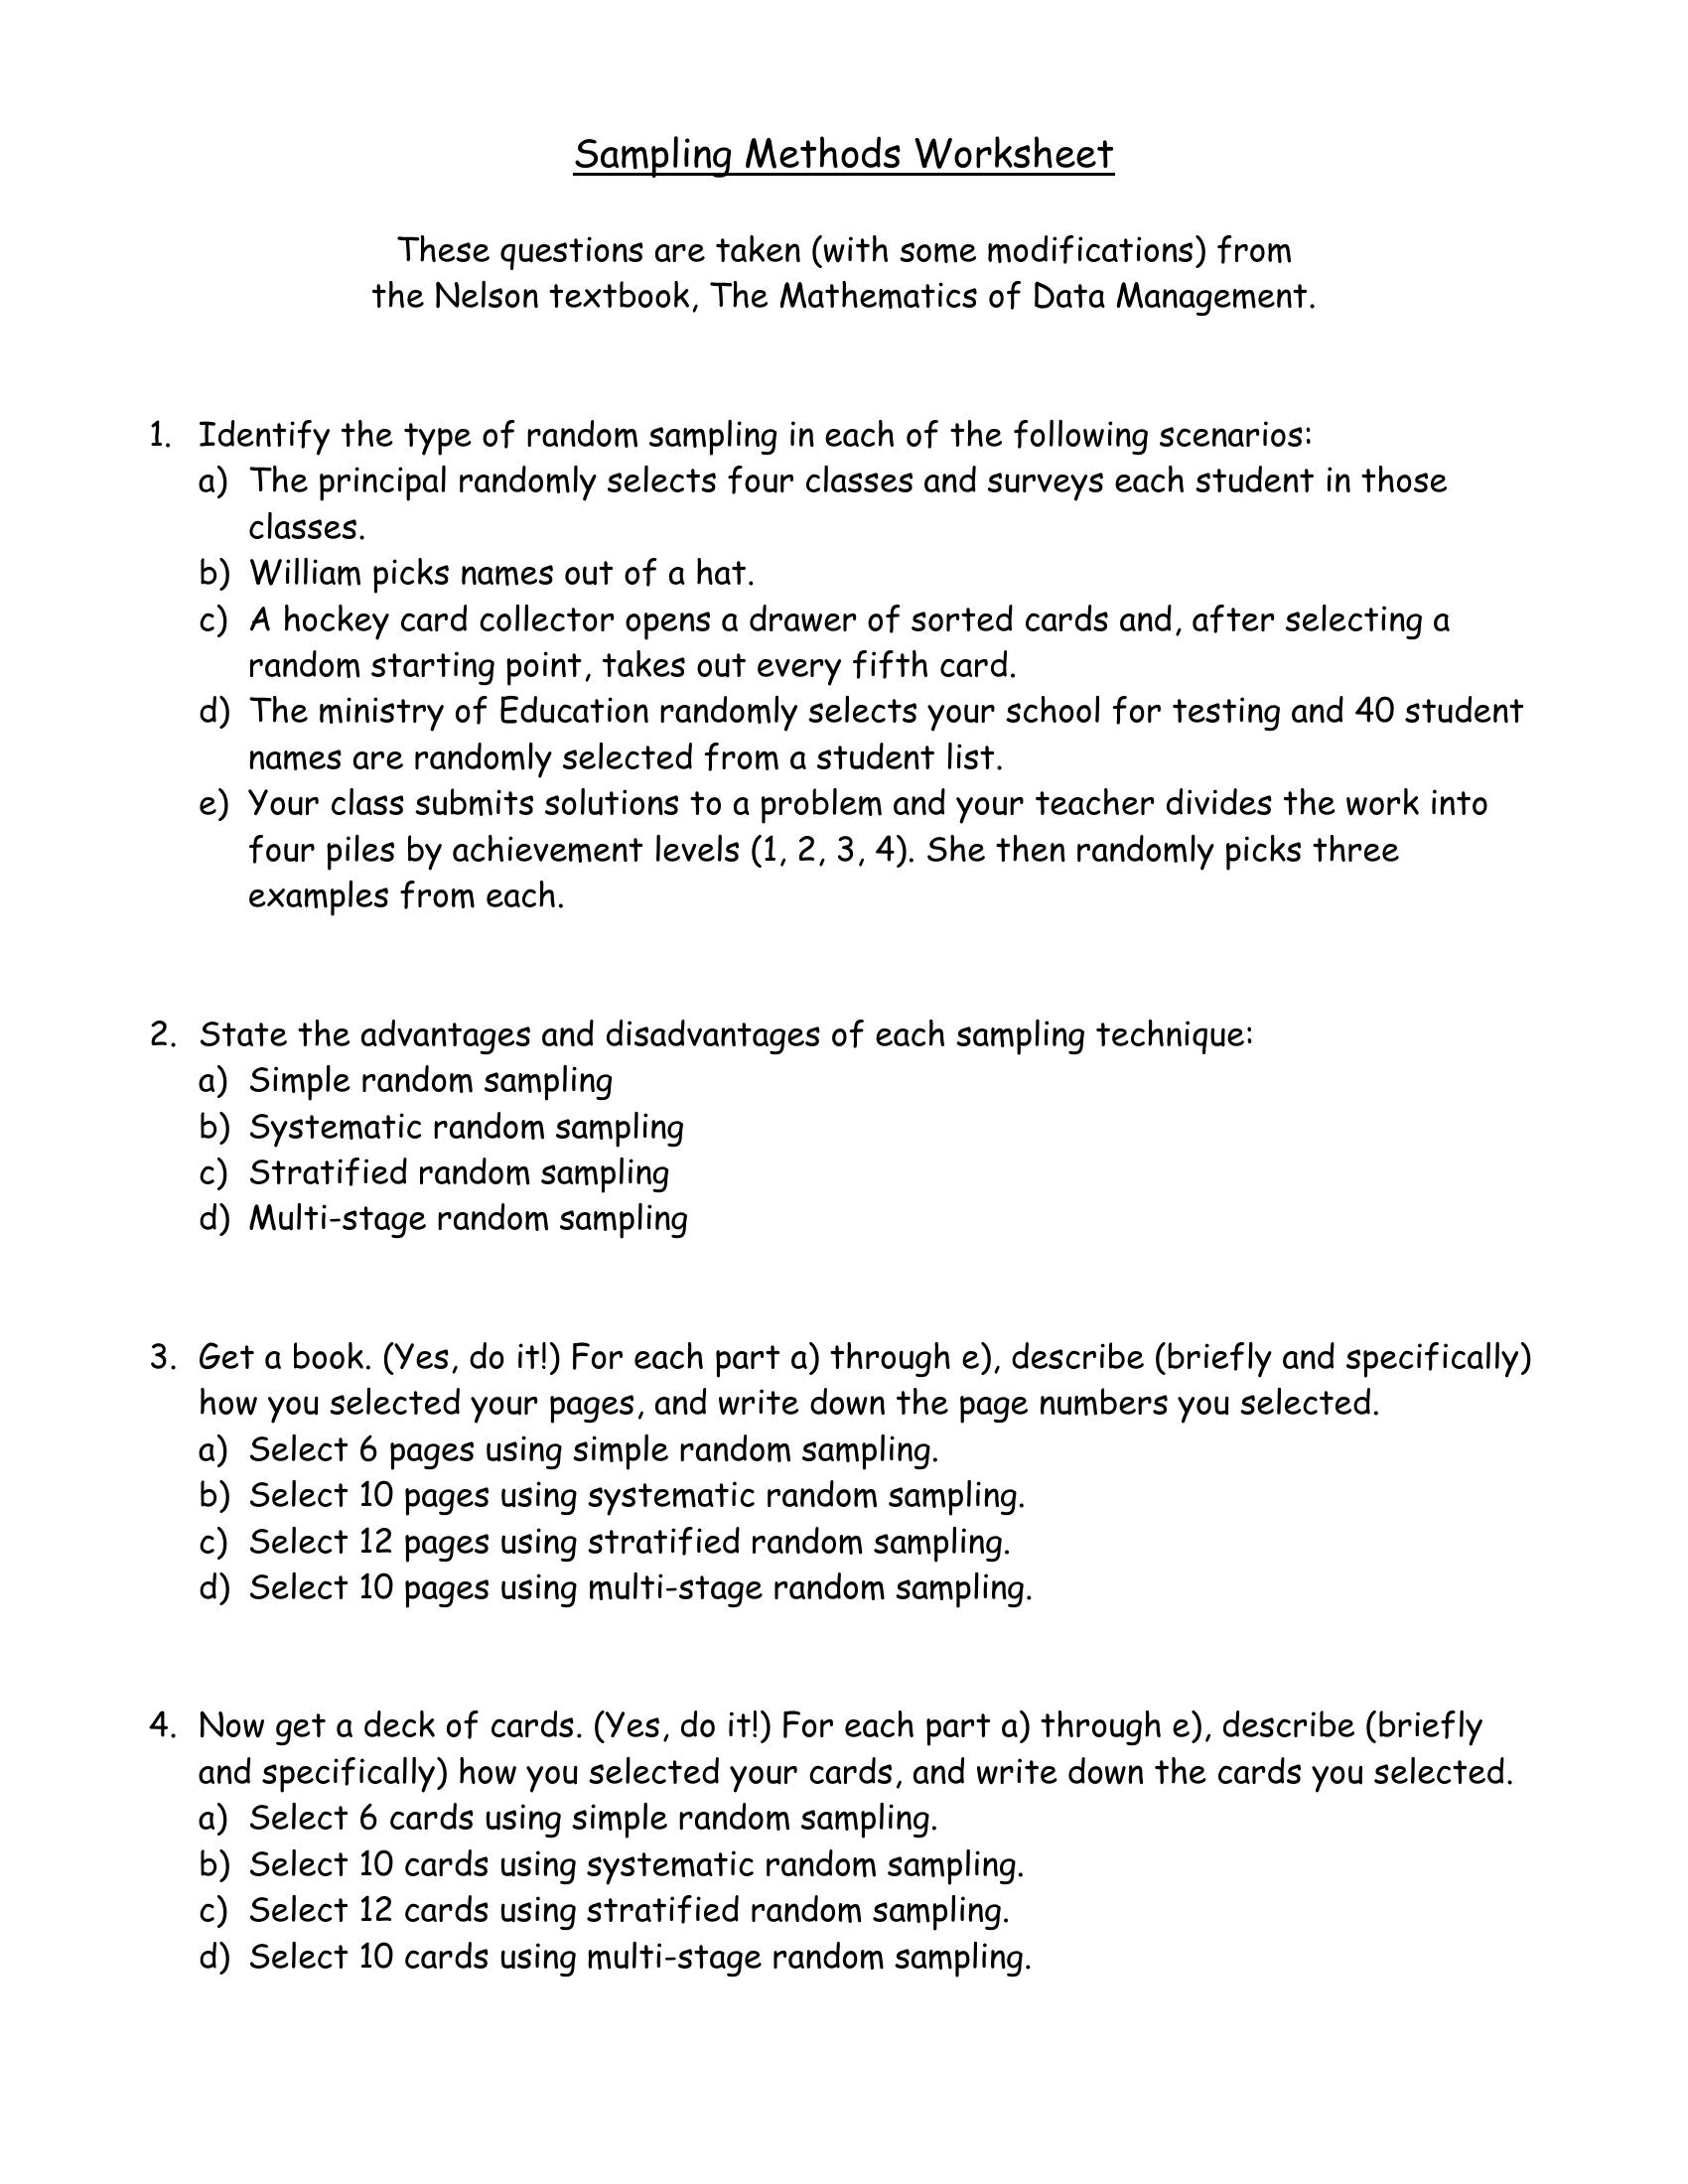 Sampling Methods Worksheet
These questions are taken (with some modifications) from
the Nelson textbook, The Mathematics of Data Management.
1. Identify the type of random sampling in each of the following scenarios:
a) The principal randomly selects four classes and surveys each student in those
classes.
b) William picks names out of a hat.
c) A hockey card collector opens a drawer of sorted cards and, after selecting a
random starting point, takes out every fifth card.
d) The ministry of Education randomly selects your school for testing and 40 student
names are randomly selected from a student list.
e) Your class submits solutions to a problem and your teacher divides the work into
four piles by achievement levels (1, 2, 3, 4). She then randomly picks three
examples from each.
2. State the advantages and disadvantages of each sampling technique:
a) Simple random sampling
b) Systematic random sampling
c) Stratified random sampling
d) Multi-stage random sampling
3. Get a book. (Yes, do it!) For each part a) through e), describe (briefly and specifically)
how you selected your pages, and write down the page numbers you selected.
a) Select 6 pages using simple random sampling.
b) Select 10 pages using systematic random sampling.
c) Select 12 pages using stratified random sampling.
d) Select 10 pages using multi-stage random sampling.
4. Now get a deck of cards. (Yes, do it!) For each part a) through e), describe (briefly
and specifically) how you selected your cards, and write down the cards you selected.
a) Select 6 cards using simple random sampling.
b) Select 10 cards using systematic random sampling.
c) Select 12 cards using stratified random sampling.
d) Select 10 cards using multi-stage random sampling.